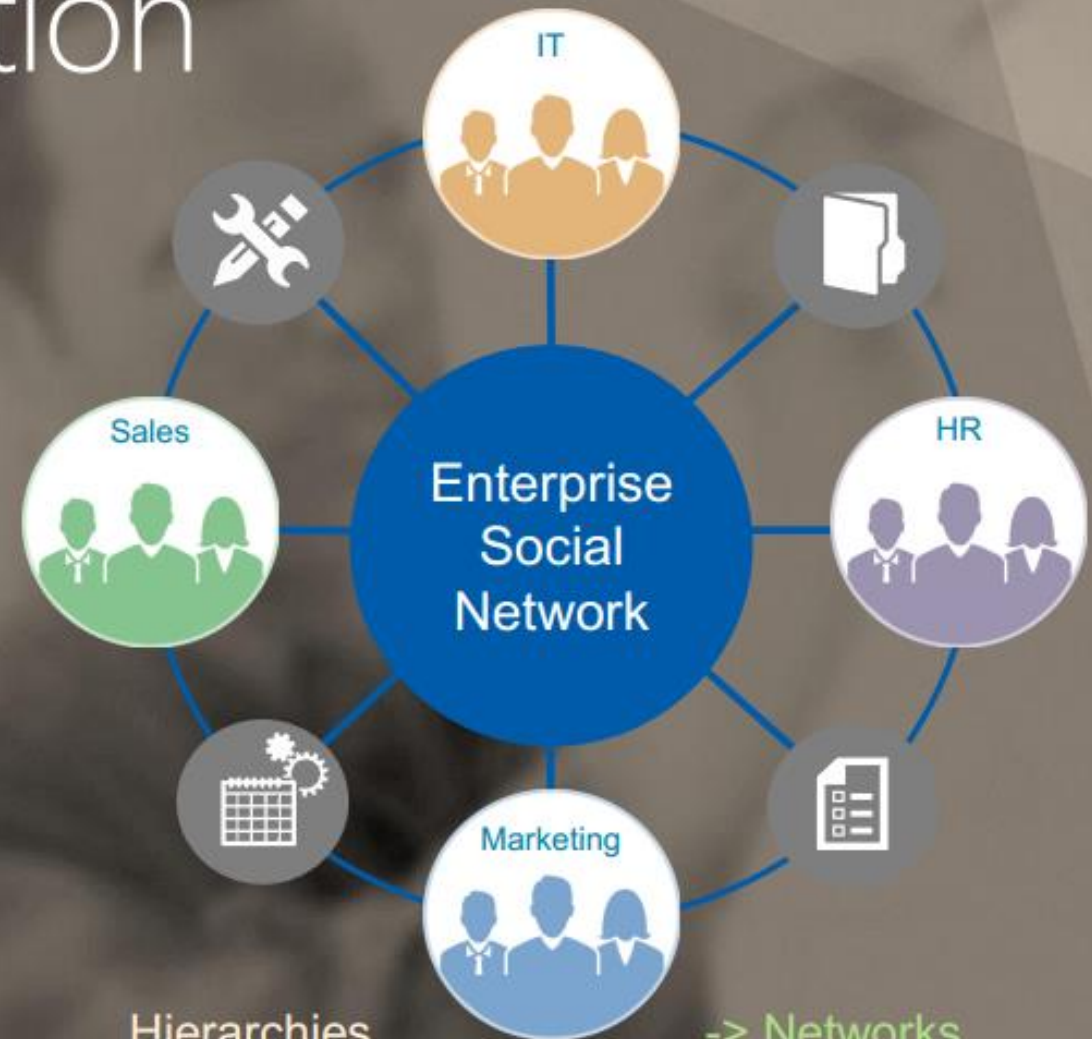 tion
IT
Sales
HR
Enterprise
Social
Network
Marketing
Hierarchies
-> Networks